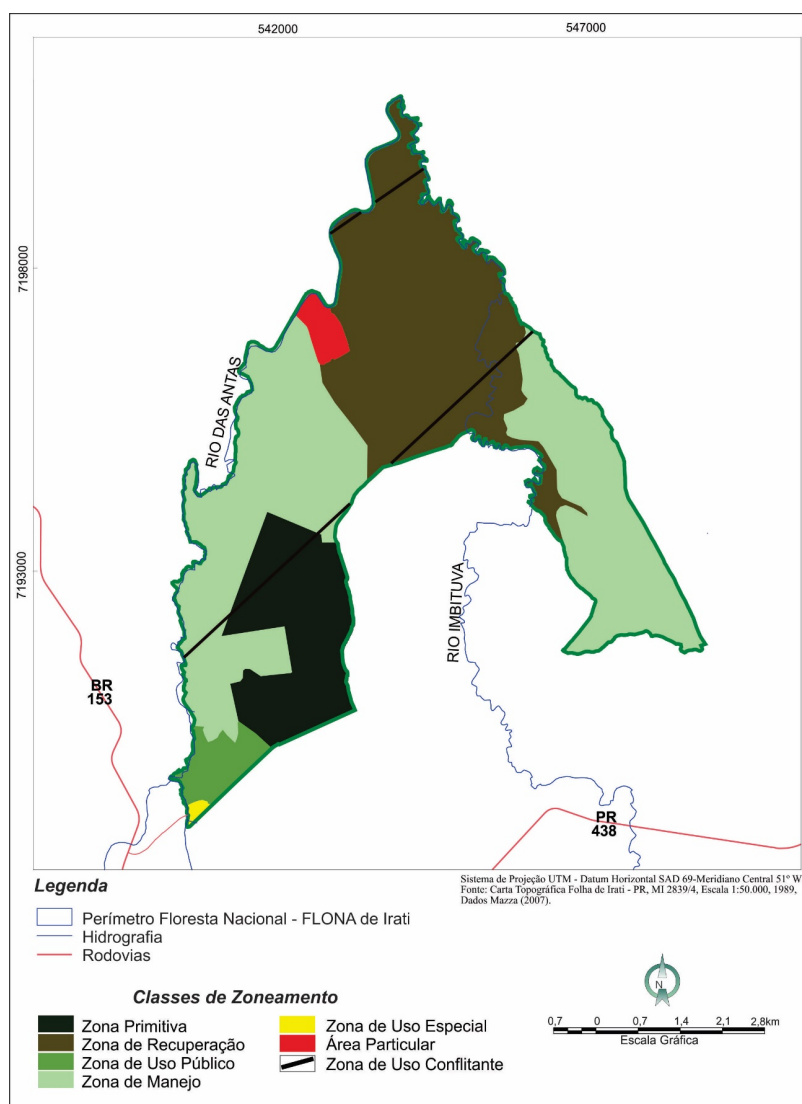 542000
547000
7198000
7193000
RIO DAS ANTAS
RIO IMBITUVA
BR
153
PR
438
Sistema de Projeção UTM - Datum Horizontal SAD 69-Meridiano Central 51° W
Fonte: Carta Topográfica Folha de Irati - PR, MI 2839/4, Escala 1:50.000, 1989,
Dados Mazza (2007).
Legenda
Perímetro Floresta Nacional - FLONA de Irati
Hidrografia
Rodovias
Classes de Zoneamento
Zona Primitiva
Zona de Recuperação
Zona de Uso Público
Zona de Manejo
Zona de Uso Especial
Área Particular
Zona de Uso Conflitante
N
0,7 0 0,7 1,4 2,1 2,8km
Escala Gráfica